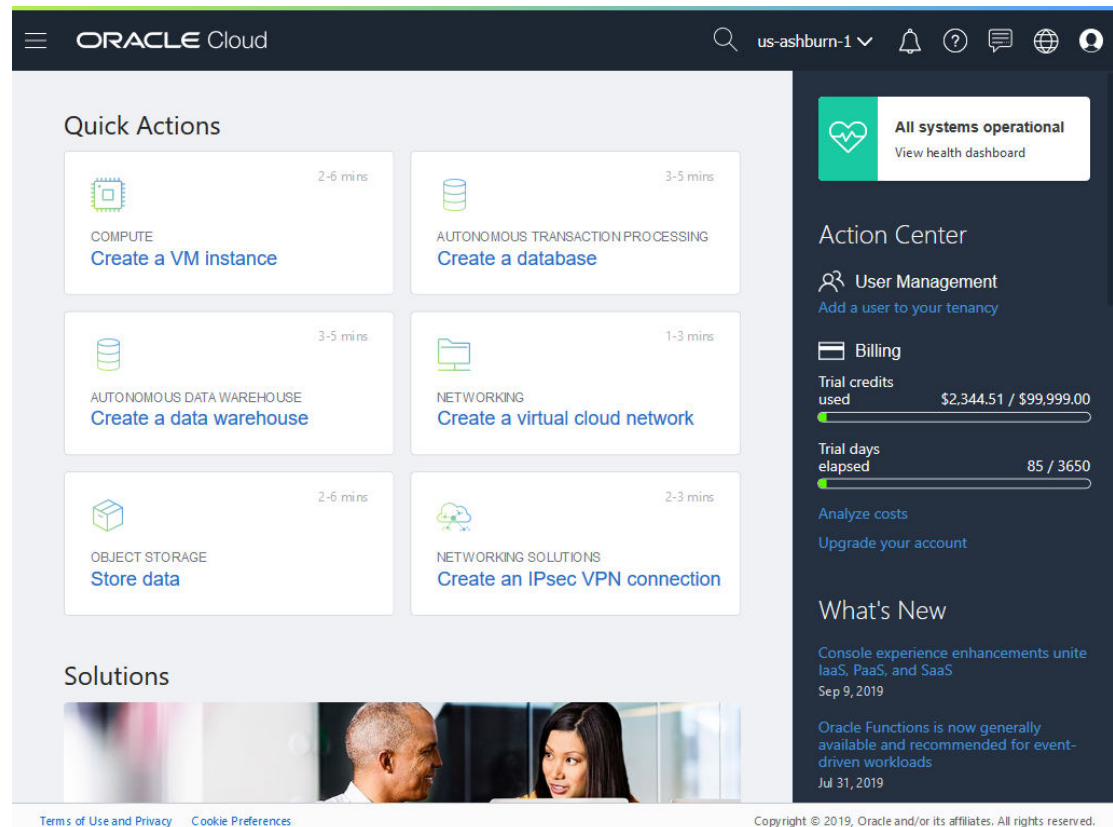 ORACLE Cloud
us-ashburn-1
Quick Actions
2-6 mins
COMPUTE
Create a VM instance
3-5 mins
AUTONOMOUS TRANSACTION PROCESSING
Create a database
3-5 mins
AUTONOMOUS DATA WAREHOUSE
Create a data warehouse
1-3 mins
NETWORKING
Create a virtual cloud network
2-6 mins
OBJECT STORAGE
Store data
2-3 mins
NETWORKING SOLUTIONS
Create an IPsec VPN connection
Solutions
All systems operational
View health dashboard
Action Center
User Management
Add a user to your tenancy
Billing
Trial credits
used $2,344.51 / $99,999.00
Trial days
elapsed 85 / 3650
Analyze costs
Upgrade your account
What's New
Console experience enhancements unite
IaaS, PaaS, and SaaS
Sep 9, 2019
Oracle Functions is now generally
available and recommended for event-
driven workloads
Jul 31, 2019
Terms of Use and Privacy Cookie Preferences
Copyright © 2019, Oracle and/or its affiliates. All rights reserved.